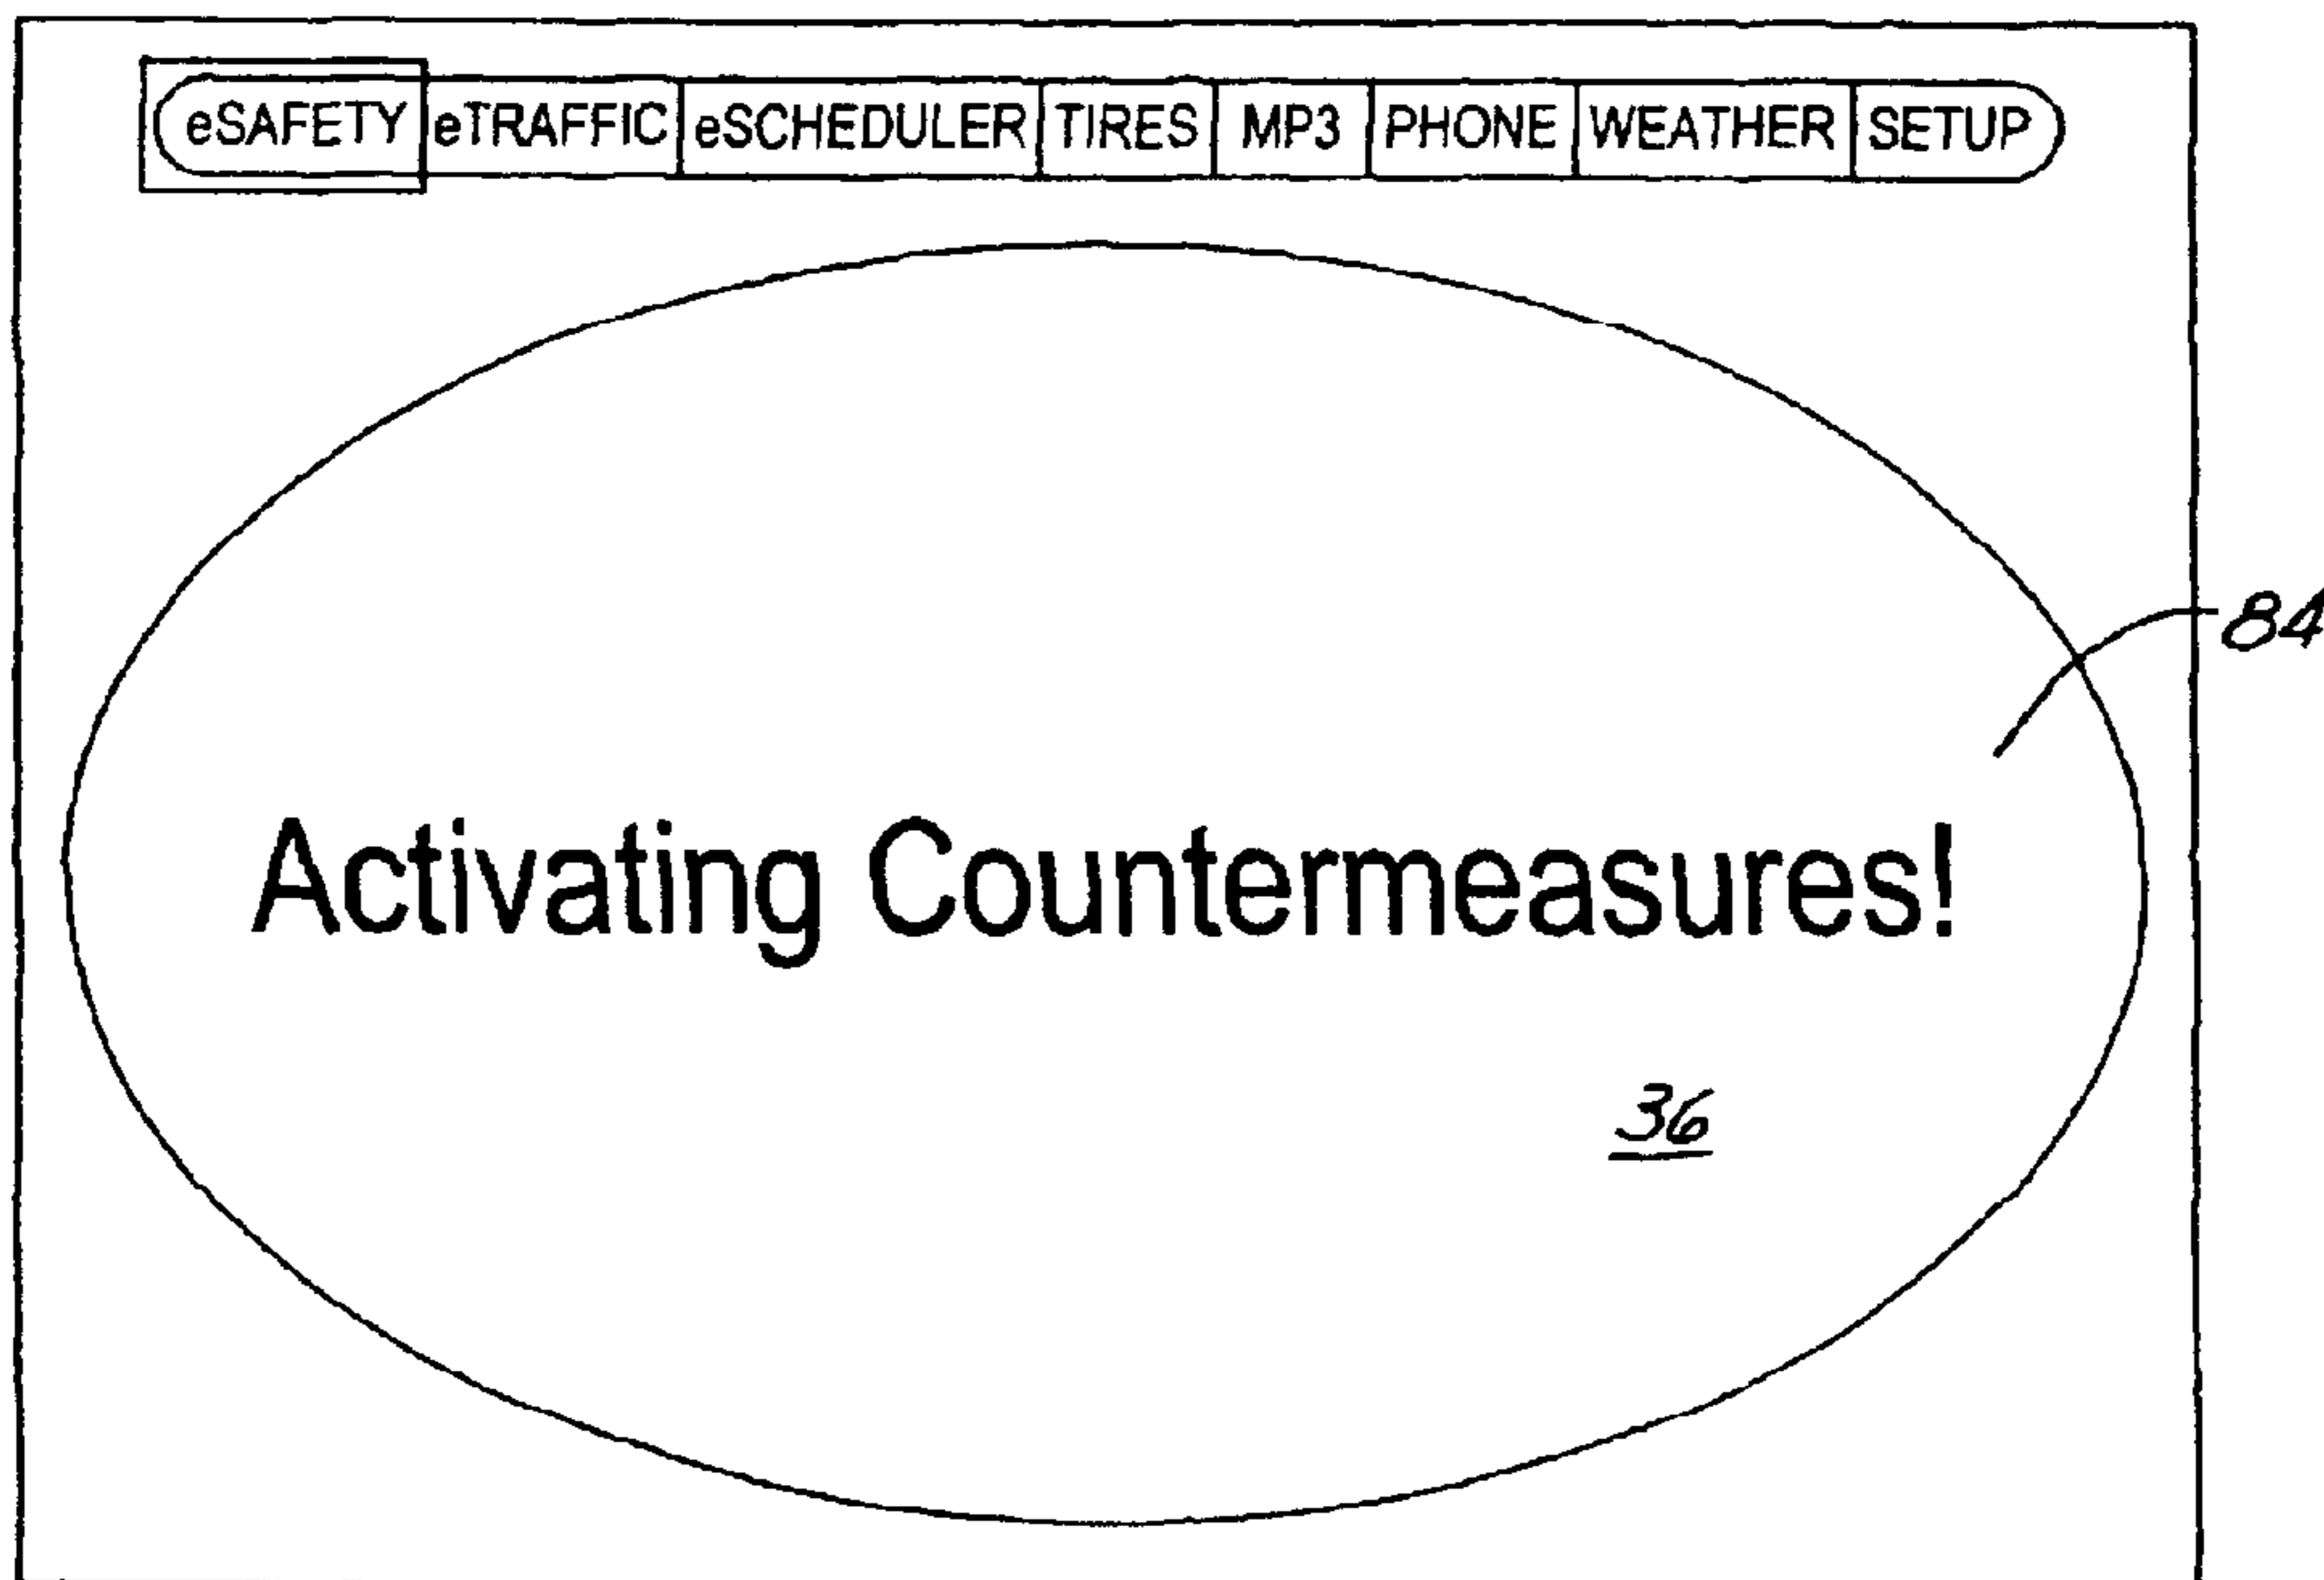 eSAFETY eTRAFFIC eSCHEDULER TIRES MP3 PHONE WEATHER SETUP
84
Activating Countermeasures!
36